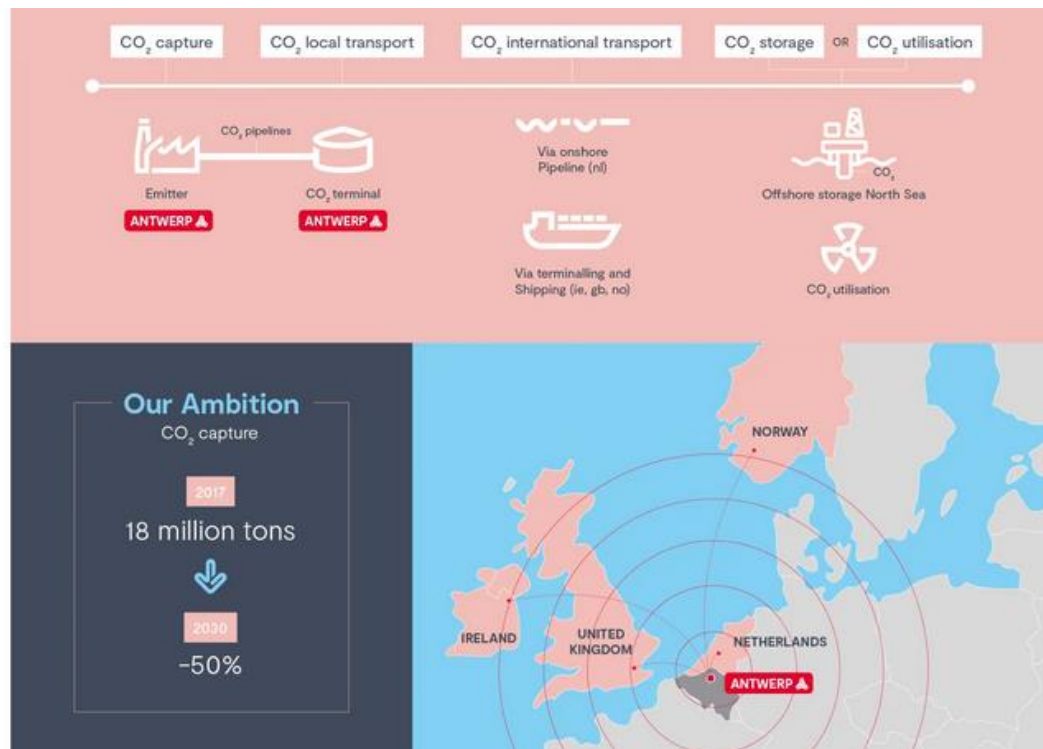 CO₂ capture
CO₂ local transport
CO₂ international transport
CO₂ storage
OR
CO₂ utilisation
CO₂ pipelines
Emitter
ANTWERP
CO₂ terminal
ANTWERP
Via onshore
Pipeline (nl)
Via terminalling and
Shipping (ie, gb, no)
CO₂
Offshore storage North Sea
CO₂ utilisation
Our Ambition
CO₂ capture
2017
18 million tons
2030
-50%
NORWAY
IRELAND
UNITED
KINGDOM
NETHERLANDS
ANTWERP